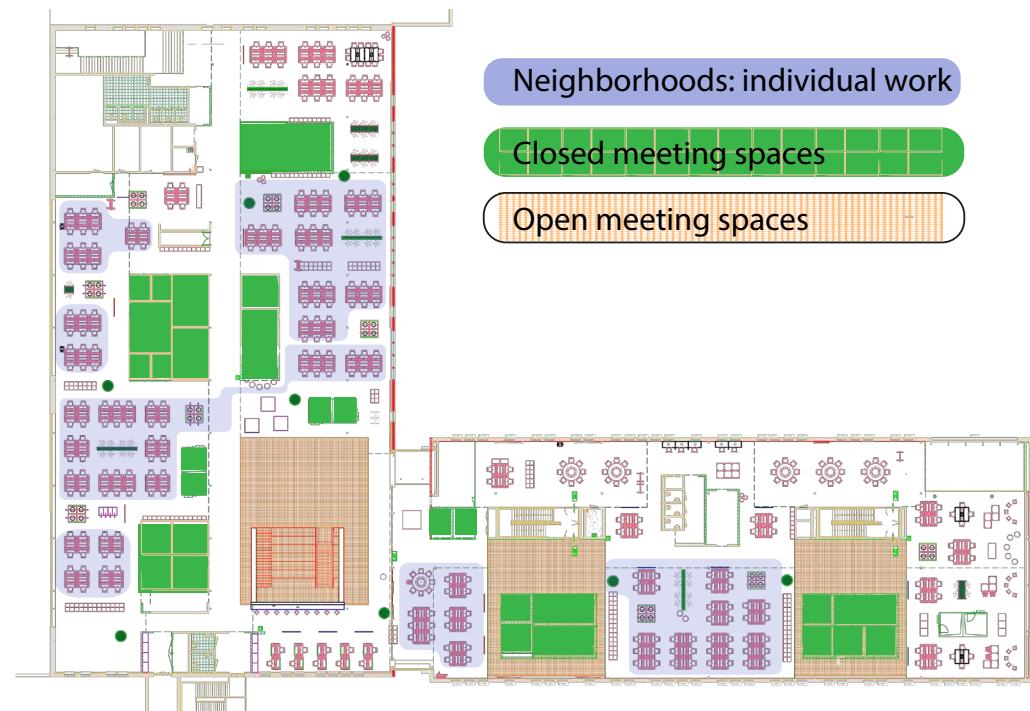 Neighborhoods: individual work
Closed meeting spaces
Open meeting spaces